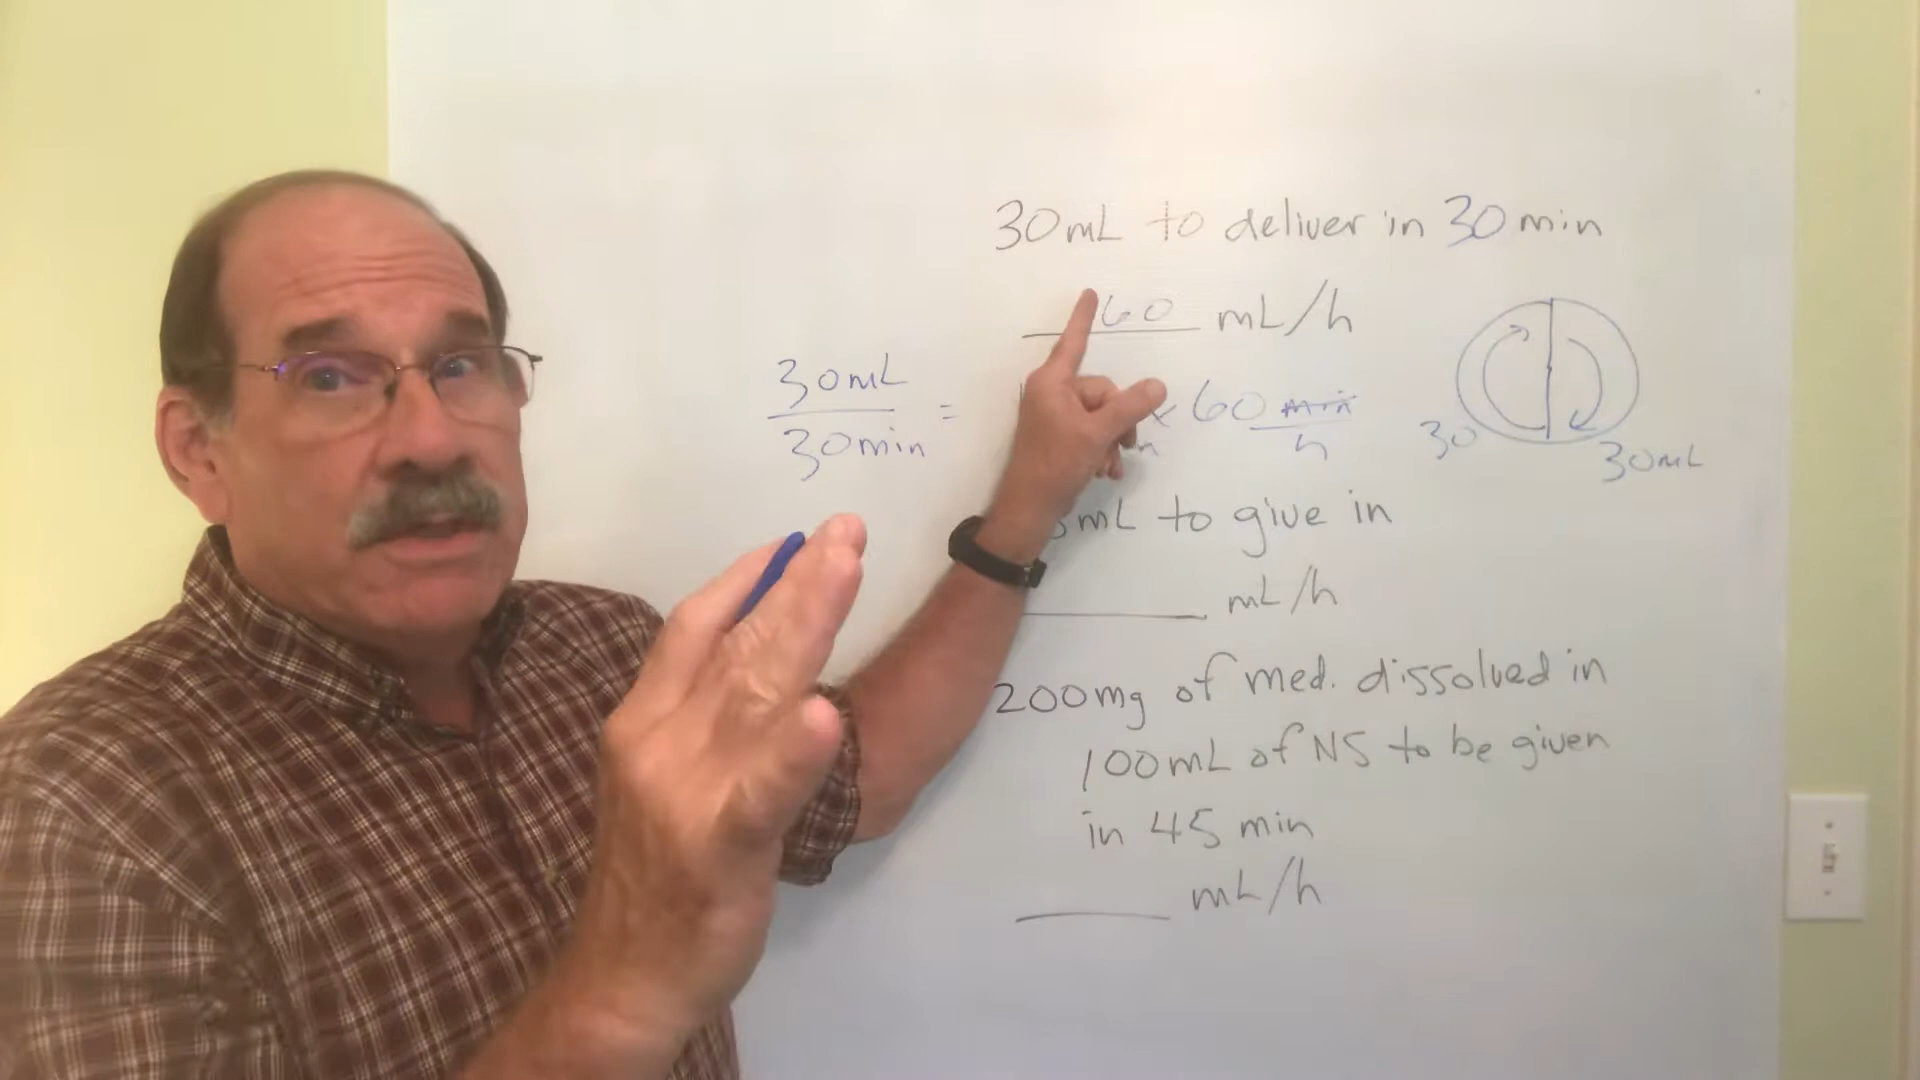 30mL to deliver in 30 min
60 mL/h
30mL
30min
=
60 min
h
30
30mL
mL to give in
mL/h
200mg of med. dissolved in
100mL of NS to be given
in 45 min
mL/h